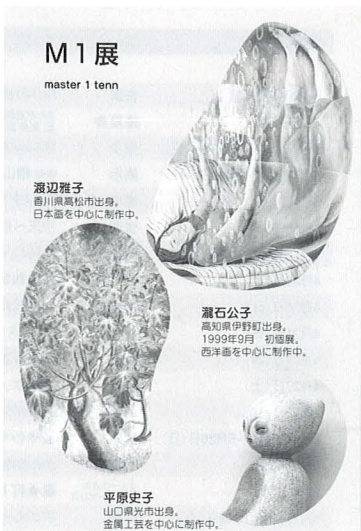 M1展
master 1 tenn
渡辺雅子
香川県高松市出身。
日本画を中心に制作中。
瀧石公子
高知県伊野町出身。
1999年9月 初個展。
西洋画を中心に制作中。
平原史子
山口県光市出身。
金属工芸を中心に制作中。